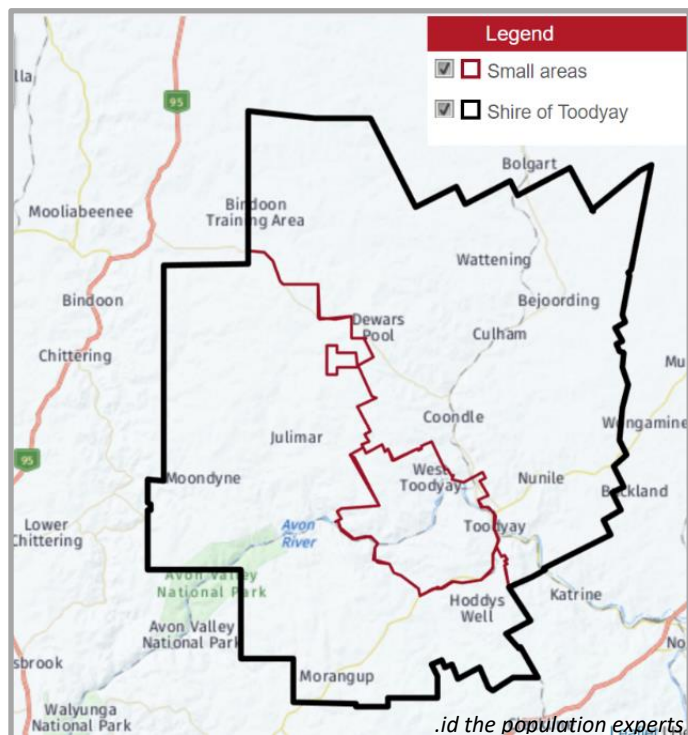 Legend
Small areas
Shire of Toodyay
lla
95
Bolgart
Bindoon
Training Area
Mooliabeenee
Wattening
Bindoon
Bejoording
Dewars
Pool
Culham
Chittering
Mu
Coondle
Wongamine
Julimar
95
West
Toodyay
Moondyne
Nunile
Buckland
Lower
Chittering
Avon
River
Toodyay
Avon Valley
National Park
Katrine
Hoddys
Well
Avon Valley
National Park
No
sbrook
Morangup
Walyunga
National Park
.id the population experts